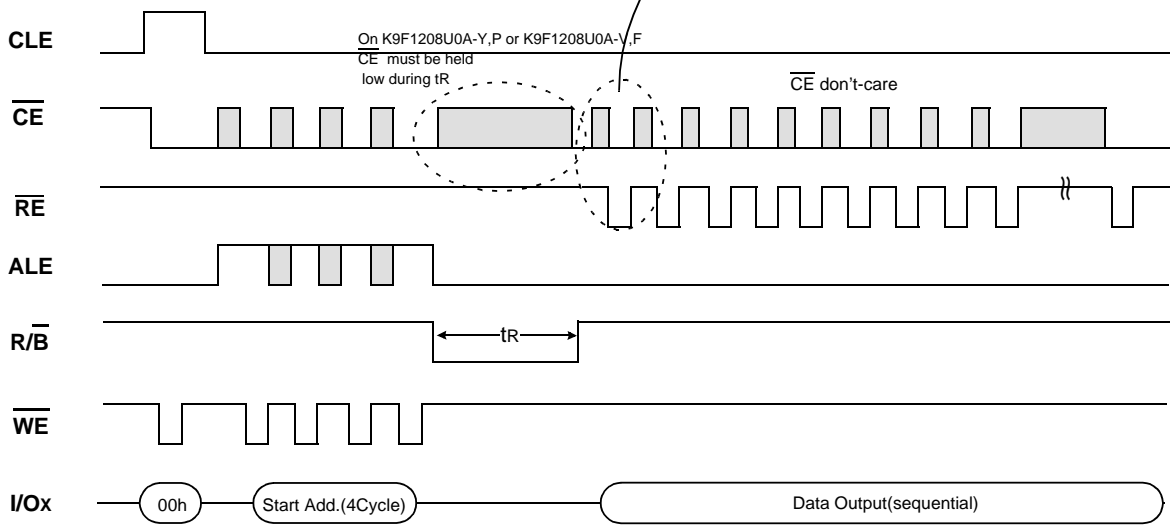 CLE
On K9F1208U0A-Y,P or K9F1208U0A-V,F
CE must be held
low during tR
CE don't-care
CE
RE
ALE
R/B
tR
WE
I/Ox
00h
Start Add.(4Cycle)
Data Output(sequential)